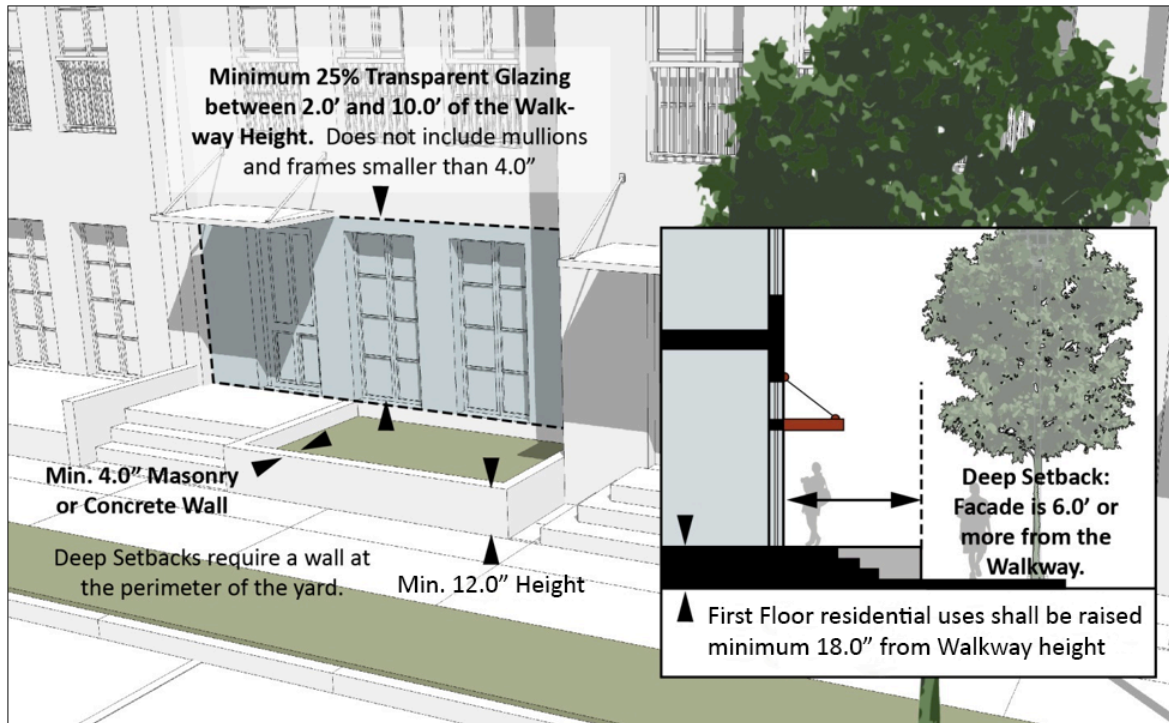 Minimum 25% Transparent Glazing
between 2.0’ and 10.0’ of the Walk-
way Height. Does not include mullions
and frames smaller than 4.0”
Min. 4.0” Masonry
or Concrete Wall
Deep Setbacks require a wall at
the perimeter of the yard.
Min. 12.0” Height
Deep Setback:
Facade is 6.0’ or
more from the
Walkway.
First Floor residential uses shall be raised
minimum 18.0” from Walkway height